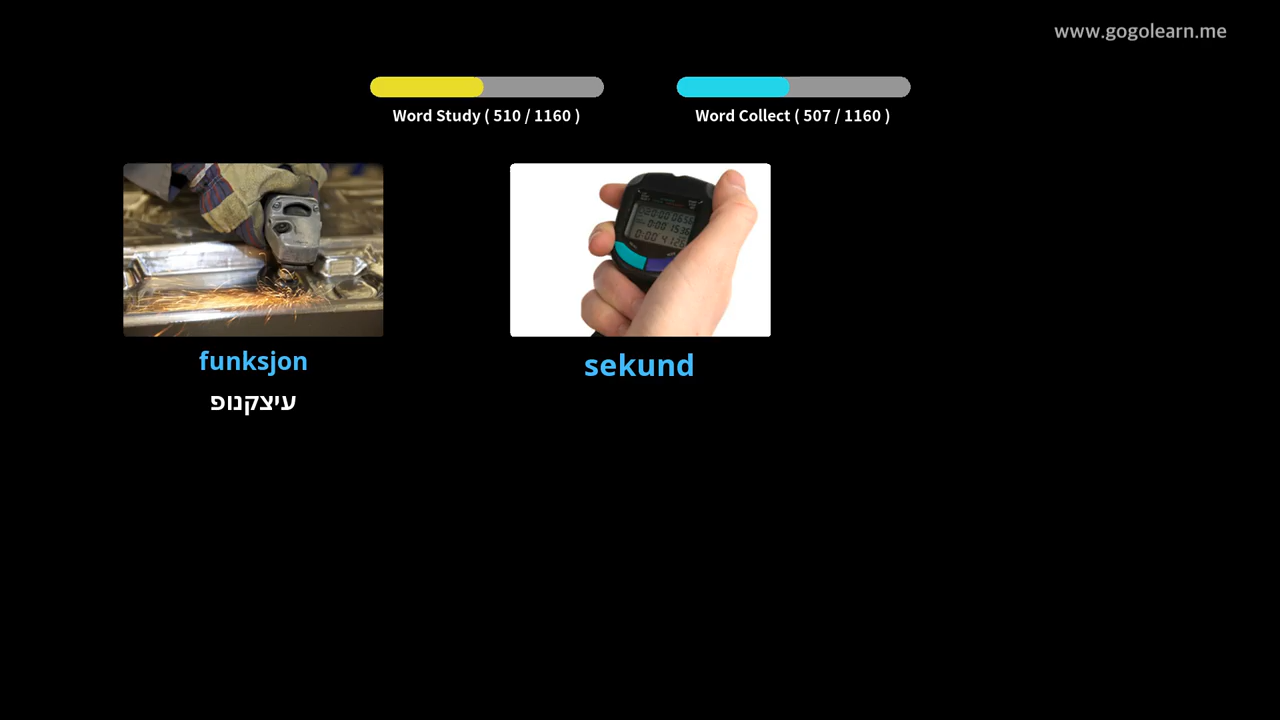 www.gogolearn.me
Word Study ( 510 / 1160 )
Word Collect ( 507 / 1160 )
funksjon
עיצקנופ
sekund